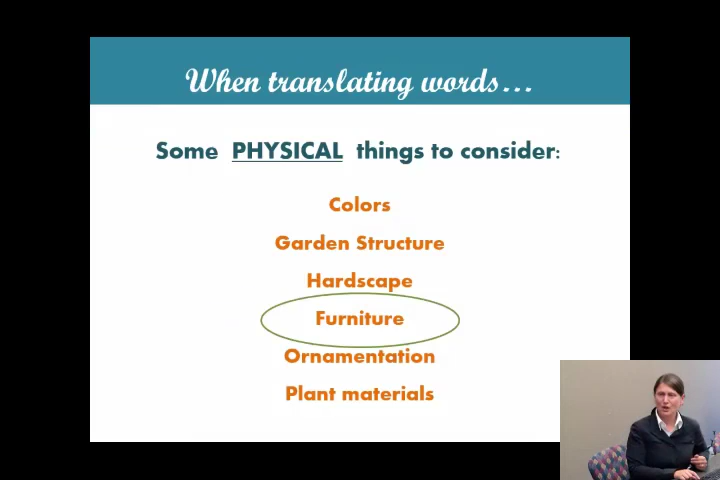 When translating words...
Some PHYSICAL things to consider:
Colors
Garden Structure
Hardscape
Furniture
Ornamentation
Plant materials